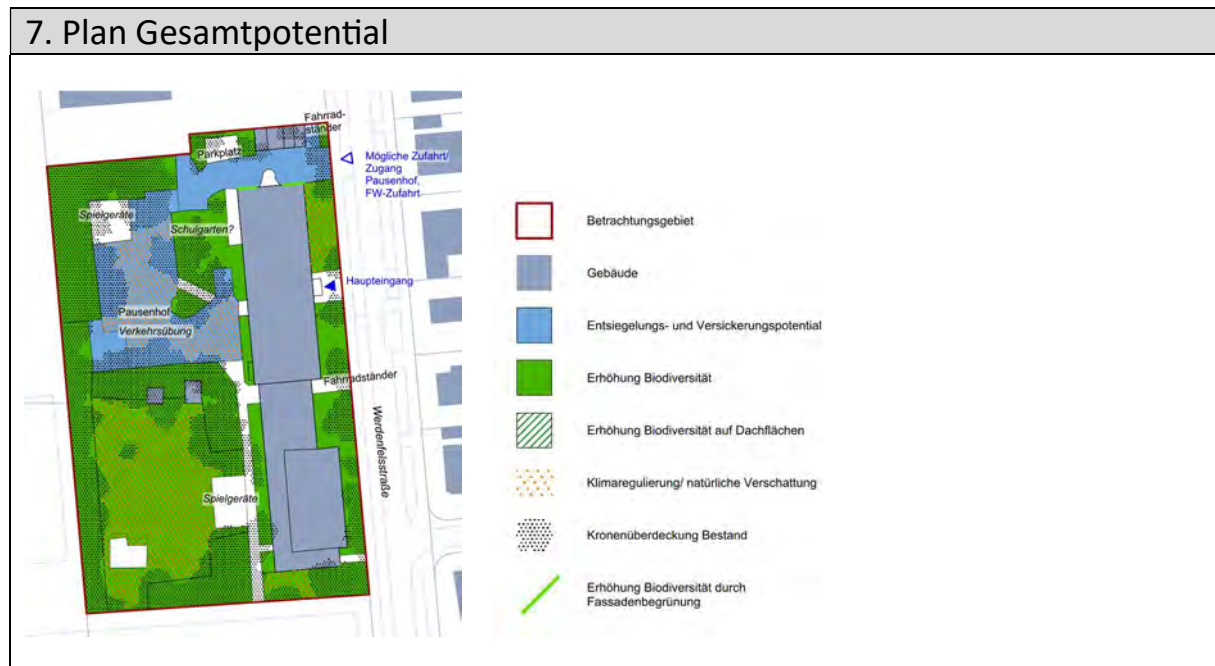 7. Plan Gesamtpotential
Fahrrad-
ständer
Parkplatz
Mögliche Zufahrt/
Zugang
Pausenhof,
FW-Zufahrt
Spielgeräte
Schulgarten?
Haupteingang
Pausenhof
Verkehrsübung
Fahrradständer
Werdenfelsstraße
Spielgeräte
Betrachtungsgebiet
Gebäude
Entsiegelungs- und Versickerungspotential
Erhöhung Biodiversität
Erhöhung Biodiversität auf Dachflächen
Klimaregulierung/ natürliche Verschattung
Kronenüberdeckung Bestand
Erhöhung Biodiversität durch
Fassadenbegrünung